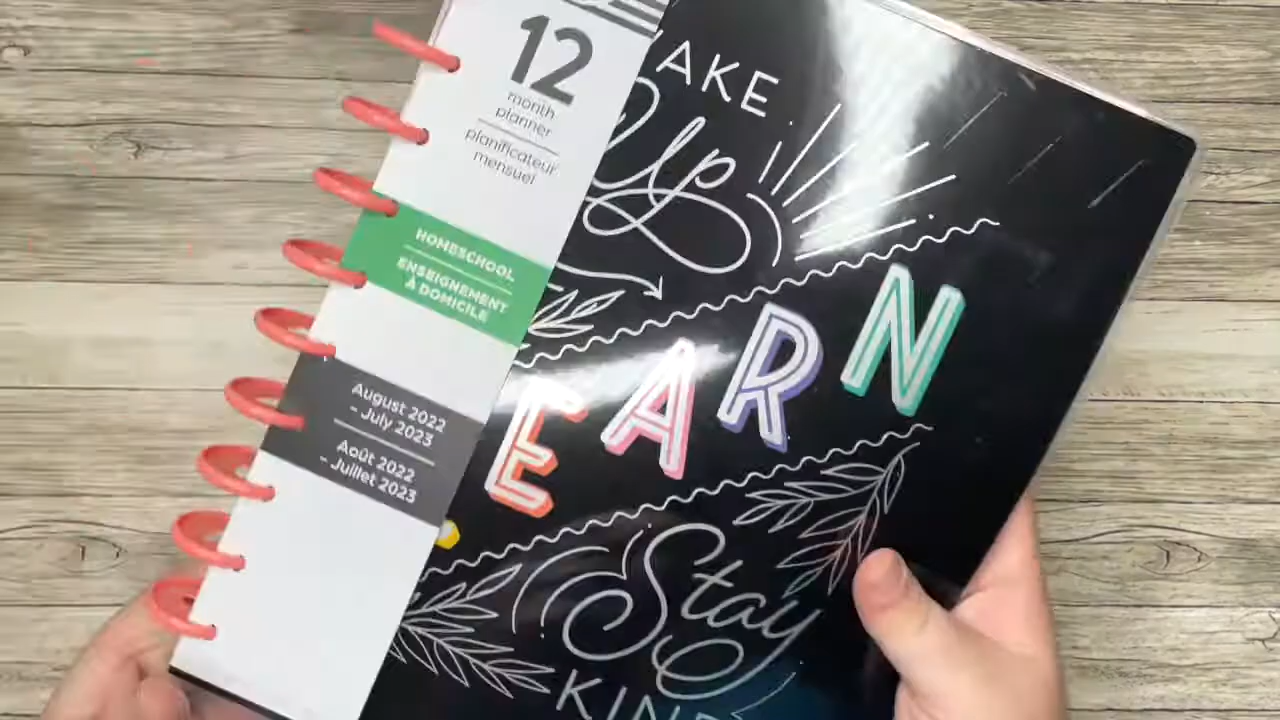 12
month
planner
planificateur
mensuel
HOMESCHOOL
ENSEIGNEMENT
À DOMICILE
August 2022
- July 2023
Août 2022
- Juillet 2023
AKE
Up
EARN
Stay
KIND